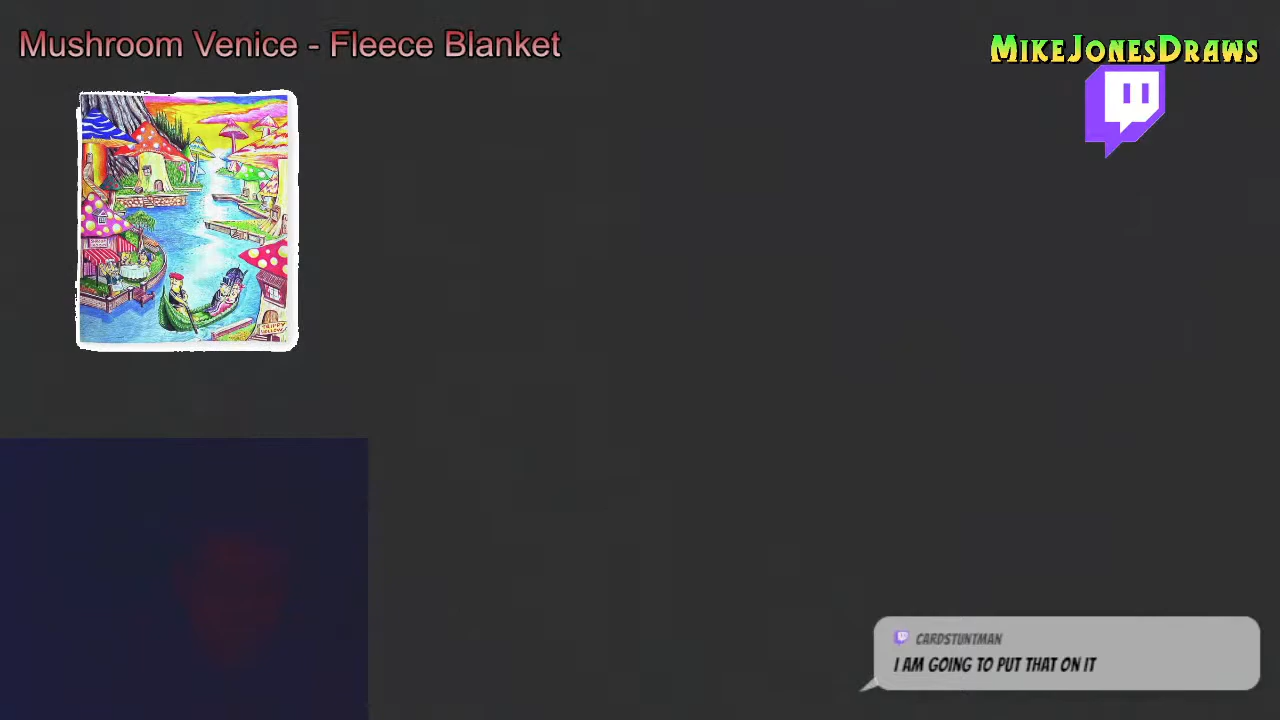 Mushroom Venice - Fleece Blanket
MIKEJONESDRAWS
CARDSTUNTMAN
I AM GOING TO PUT THAT ON IT